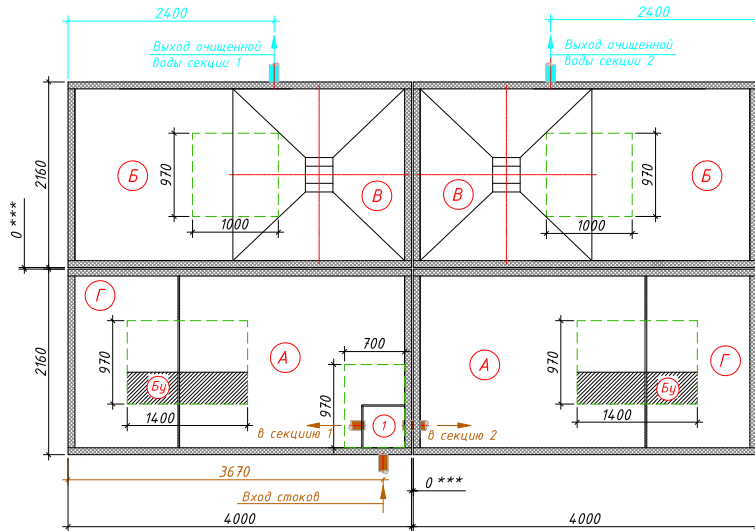 2400
2400
Выход очищенной
воды секции 1
Выход очищенной
воды секции 2
2160
Б
970
1000
В
В
970
1000
Б
0 ***
2160
Г
970
Бу
1400
А
700
970
1
в секциию 1
в секцию 2
А
970
Бу
1400
Г
3670
Вход стоков
0 ***
4000
4000